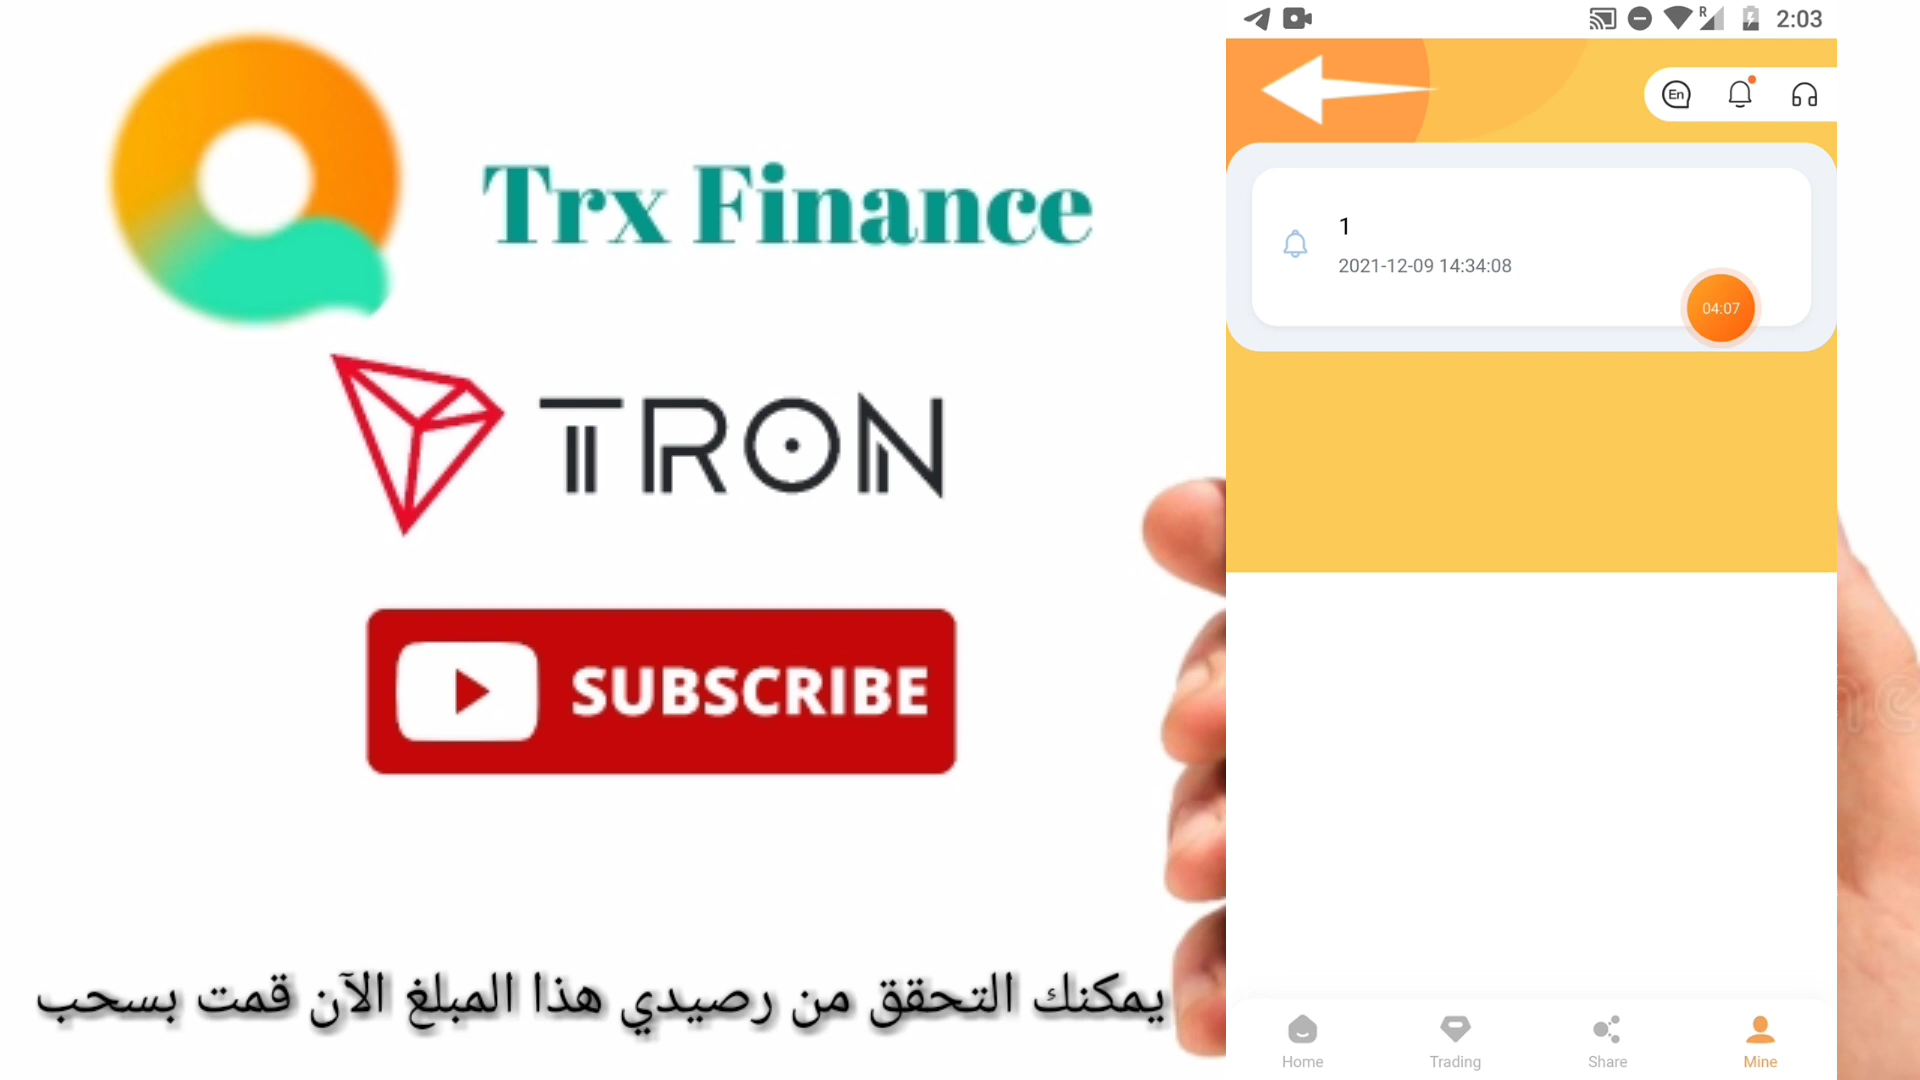 Trx Finance
TRON
SUBSCRIBE
يمكنك التحقق من رصيدي هذا المبلغ الآن قمت بسحب
R
2:03
En
1
2021-12-09 14:34:08
04:07
Home
Trading
Share
Mine